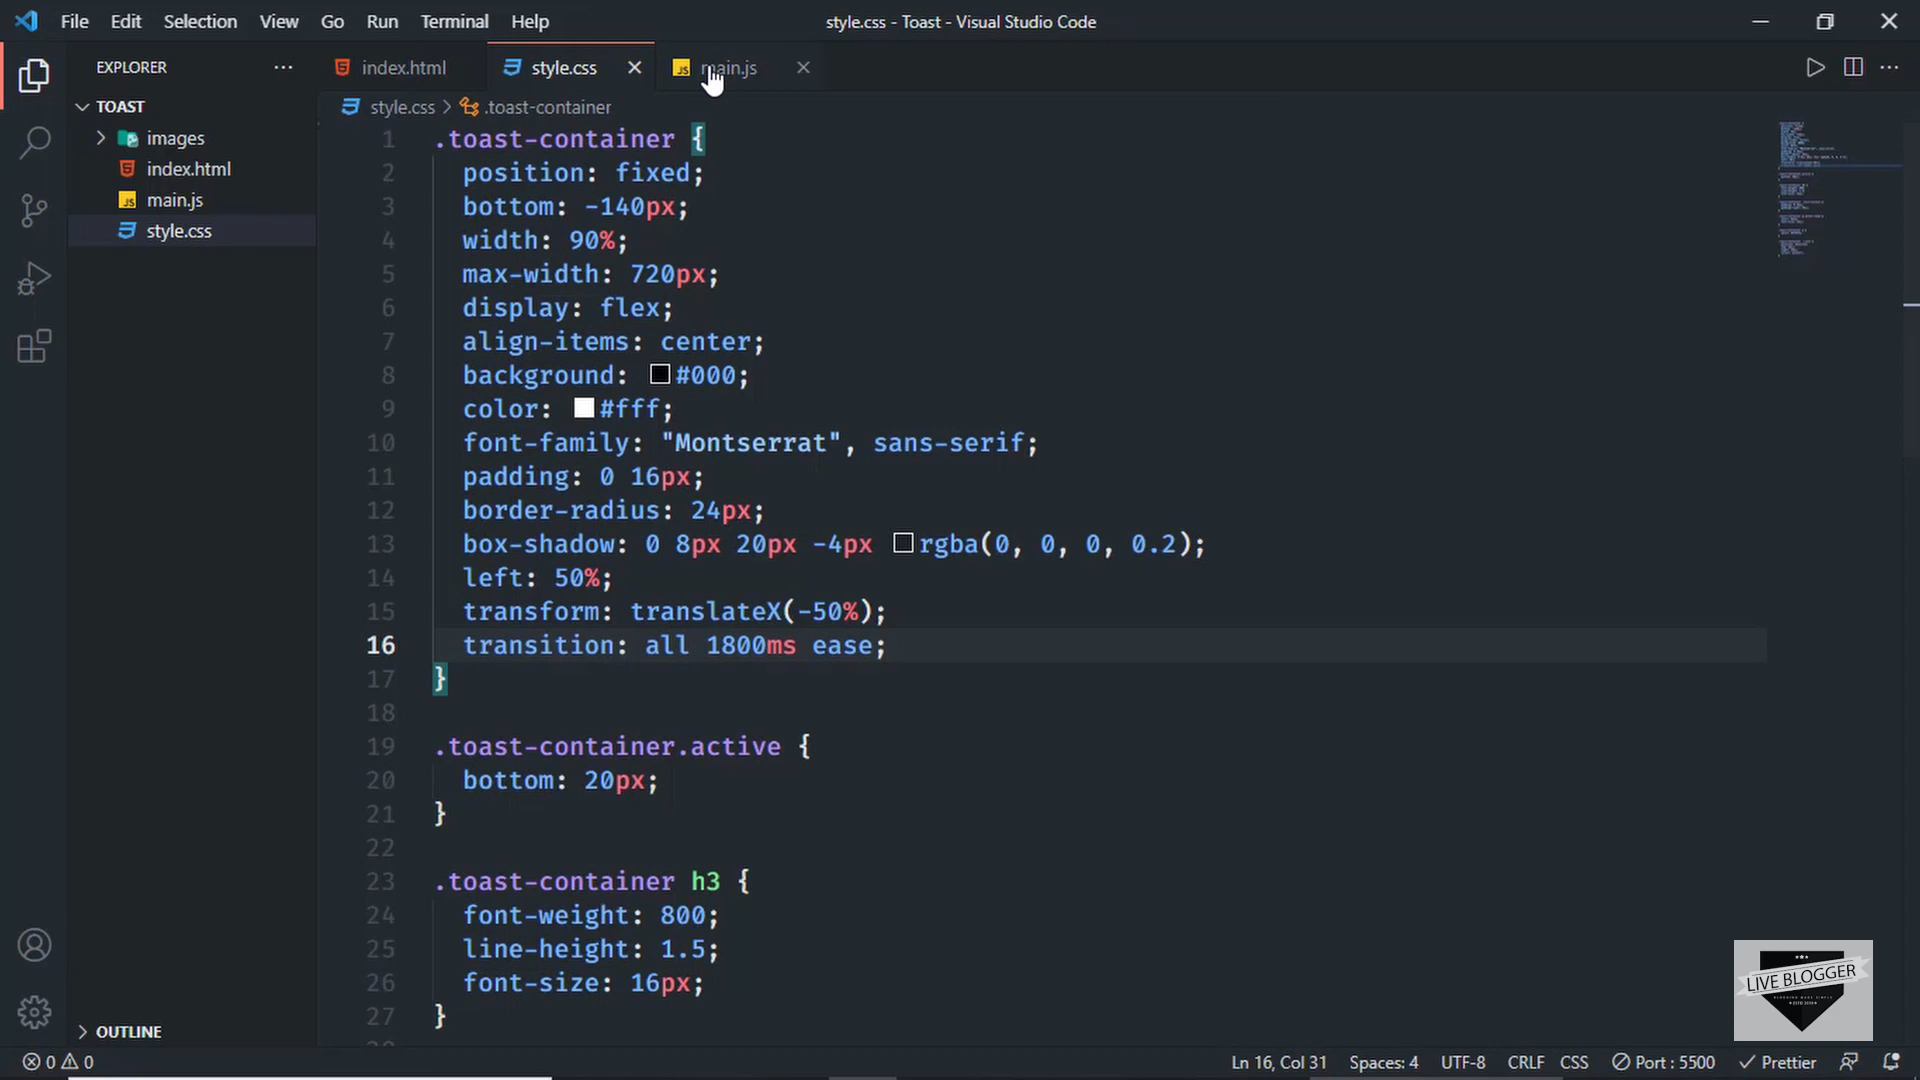 File Edit Selection View Go Run Terminal Help
style.css - Toast - Visual Studio Code
EXPLORER
TOAST
images
index.html
main.js
style.css
OUTLINE
index.html style.css main.js
style.css > .toast-container
1 .toast-container {
2 position: fixed;
3 bottom: -140px;
4 width: 90%;
5 max-width: 720px;
6 display: flex;
7 align-items: center;
8 background: #000;
9 color: #fff;
10 font-family: "Montserrat", sans-serif;
11 padding: 0 16px;
12 border-radius: 24px;
13 box-shadow: 0 8px 20px -4px rgba(0, 0, 0, 0.2);
14 left: 50%;
15 transform: translateX(-50%);
16 transition: all 1800ms ease;
17 }
18
19 .toast-container.active {
20 bottom: 20px;
21 }
22
23 .toast-container h3 {
24 font-weight: 800;
25 line-height: 1.5;
26 font-size: 16px;
27 }
LIVE BLOGGER
0 0
Ln 16, Col 31 Spaces: 4 UTF-8 CRLF CSS Port : 5500 Prettier